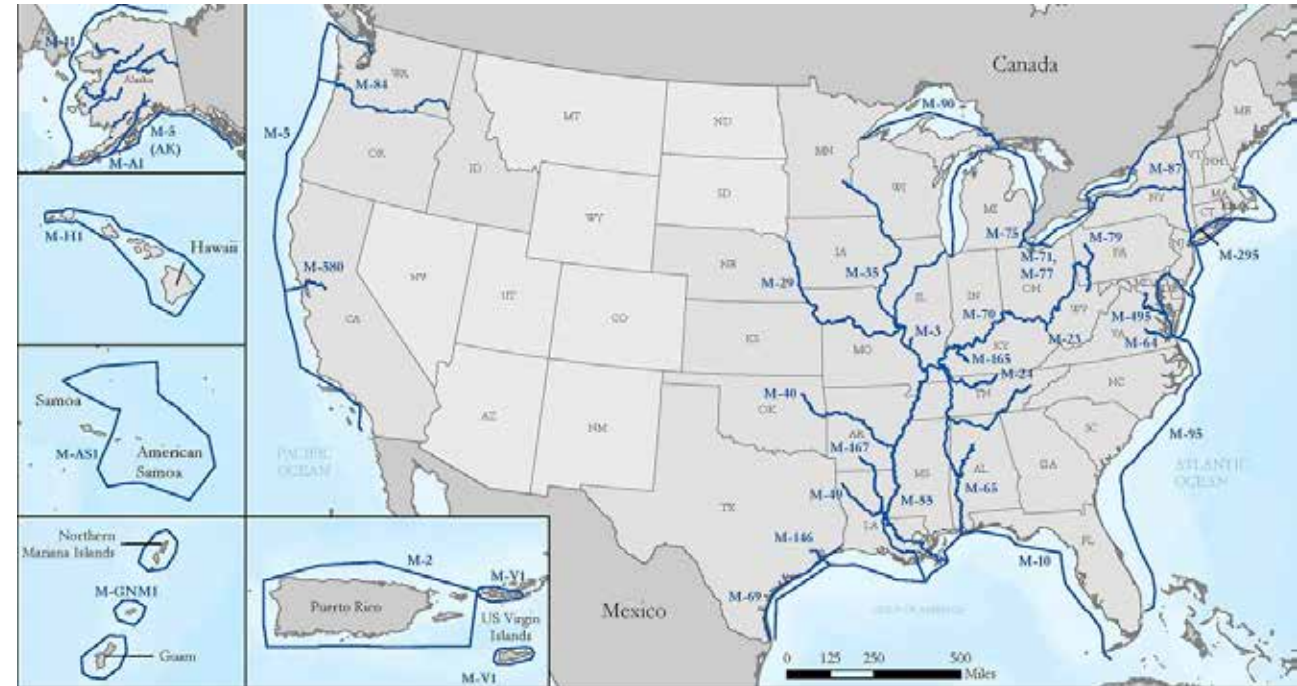 M-11
Alaska
M-5
(AK)
M-A1
M-H1
Hawaii
Samoa
M-AS1
American
Samoa
Northern
Mariana Islands
M-GNM1
Guam
M-2
Puerto Rico
M-V1
US Virgin
Islands
M-V1
Canada
Mexico
PACIFIC
OCEAN
ATLANTIC
OCEAN
WA
M-84
M-5
OR
ID
MT
ND
MN
M-90
SD
WI
MI
WY
M-75
M-87
VT
NH
ME
NY
MA
CT
NJ
M-295
M-79
PA
M-71,
M-77
OH
NV
UT
CO
CA
M-580
IA
M-35
M-29
IL
IN
M-70
M-3
WV
M-23
M-495
VA
M-64
KS
MO
KY
M-165
M-24
TN
NC
SC
AZ
NM
OK
M-40
AR
M-167
M-49
M-55
AL
M-65
GA
M-95
TX
LA
M-146
M-69
M-10
FL
0 125 250 500
Miles